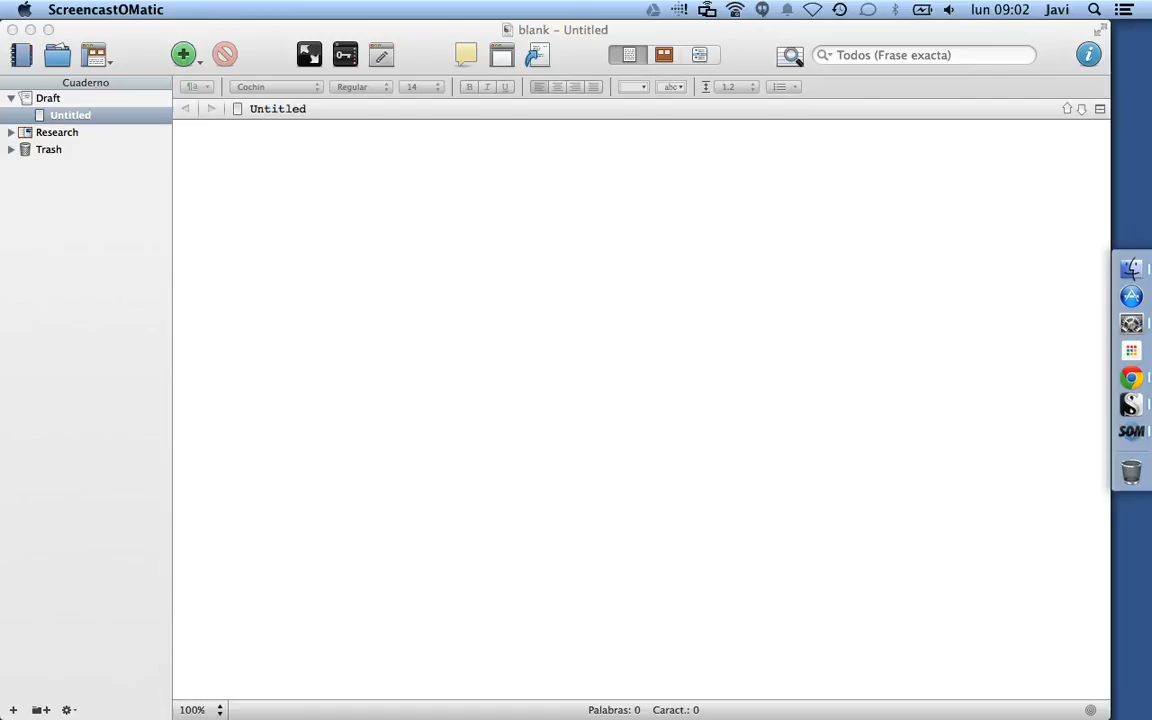 ScreencastOMatic lun 09:02 Javi
blank – Untitled
Todos (Frase exacta)
Cuaderno
¶a Cochin Regular 14 B I U abc 1.2
Draft
Untitled
Untitled
Research
Trash
SOM
100% Palabras: 0 Caract.: 0